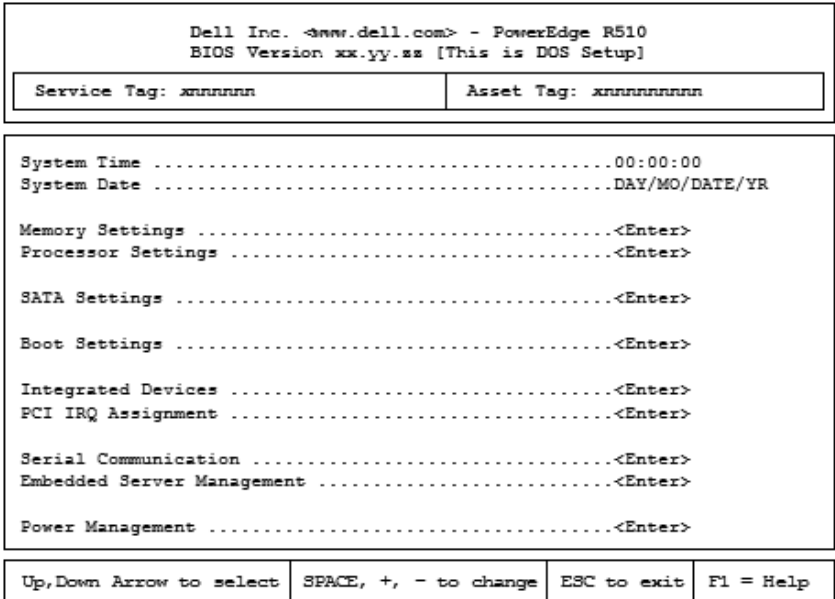 Dell Inc. <www.dell.com> - PowerEdge R510
BIOS Version xx.yy.zz [This is DOS Setup]
Service Tag: xnnnnnn
Asset Tag: xnnnnnnnnn
System Time ..........................................00:00:00
System Date ..........................................DAY/MO/DATE/YR
Memory Settings ......................................<Enter>
Processor Settings ...................................<Enter>
SATA Settings ........................................<Enter>
Boot Settings ........................................<Enter>
Integrated Devices ...................................<Enter>
PCI IRQ Assignment ...................................<Enter>
Serial Communication .................................<Enter>
Embedded Server Management ...........................<Enter>
Power Management .....................................<Enter>
Up,Down Arrow to select
SPACE, +, - to change
ESC to exit
F1 = Help